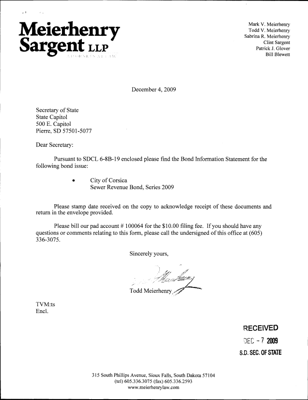 Meierhenry
Sargent LLP
Mark V. Meierhenry
Todd V. Meierhenry
Sabrina R. Meierhenry
Clint Sargent
Patrick J. Glover
Bill Blewett
December 4, 2009
Secretary of State
State Capitol
500 E. Capitol
Pierre, SD 57501-5077
Dear Secretary:
Pursuant to SDCL 6-8B-19 enclosed please find the Bond Information Statement for the
following bond issue:
• City of Corsica
Sewer Revenue Bond, Series 2009
Please stamp date received on the copy to acknowledge receipt of these documents and
return in the envelope provided.
Please bill our pad account # 100064 for the $10.00 filing fee. If you should have any
questions or comments relating to this form, please call the undersigned of this office at (605)
336-3075.
Sincerely yours,
Todd Meierhenry
TVM:ts
Encl.
RECEIVED
DEC - 7 2009
S.D. SEC. OF STATE
315 South Phillips Avenue, Sioux Falls, South Dakota 57104
(tel) 605.336.3075 (fax) 605.336.2593
www.meierhenrylaw.com